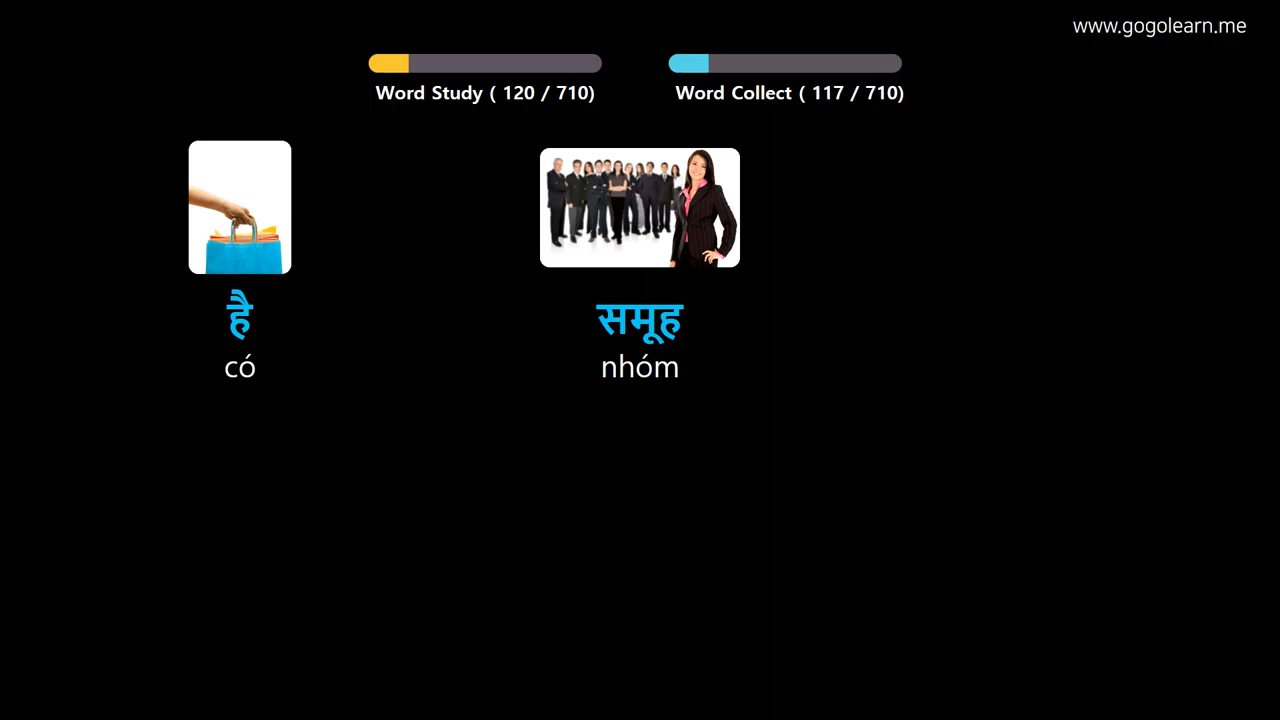 www.gogolearn.me
Word Study ( 120 / 710)
Word Collect ( 117 / 710)
है
có
समूह
nhóm